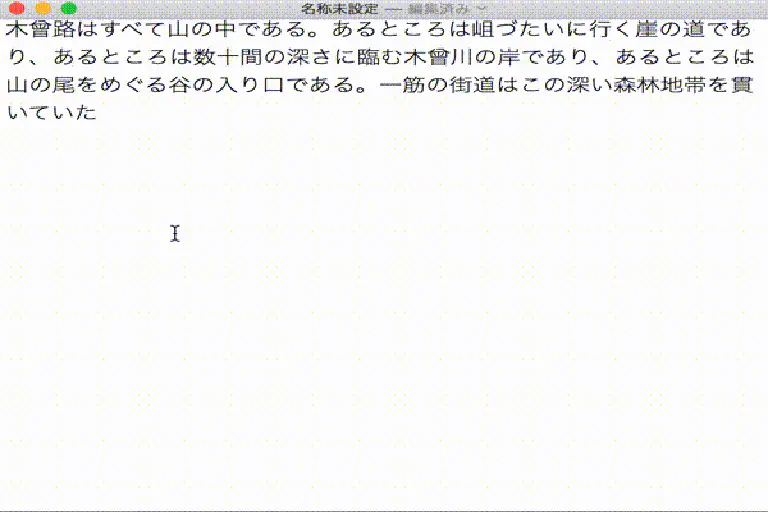 名称未設定 — 編集済み
木曾路はすべて山の中である。あるところは岨づたいに行く崖の道であ
り、あるところは数十間の深さに臨む木曾川の岸であり、あるところは
山の尾をめぐる谷の入り口である。一筋の街道はこの深い森林地帯を貫
いていた